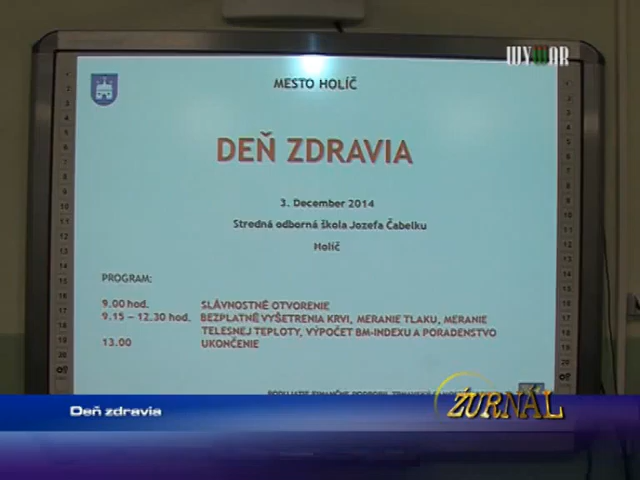 WYWAR
MESTO HOLÍČ
DEŇ ZDRAVIA
3. December 2014
Stredná odborná škola Jozefa Čabelku
Holíč
PROGRAM:
9.00 hod. SLÁVNOSTNÉ OTVORENIE
9.15 – 12.30 hod. BEZPLATNÉ VYŠETRENIA KRVI, MERANIE TLAKU, MERANIE
TELESNEJ TEPLOTY, VÝPOČET BM-INDEXU A PORADENSTVO
13.00 UKONČENIE
Deň zdravia
ŽURNÁL